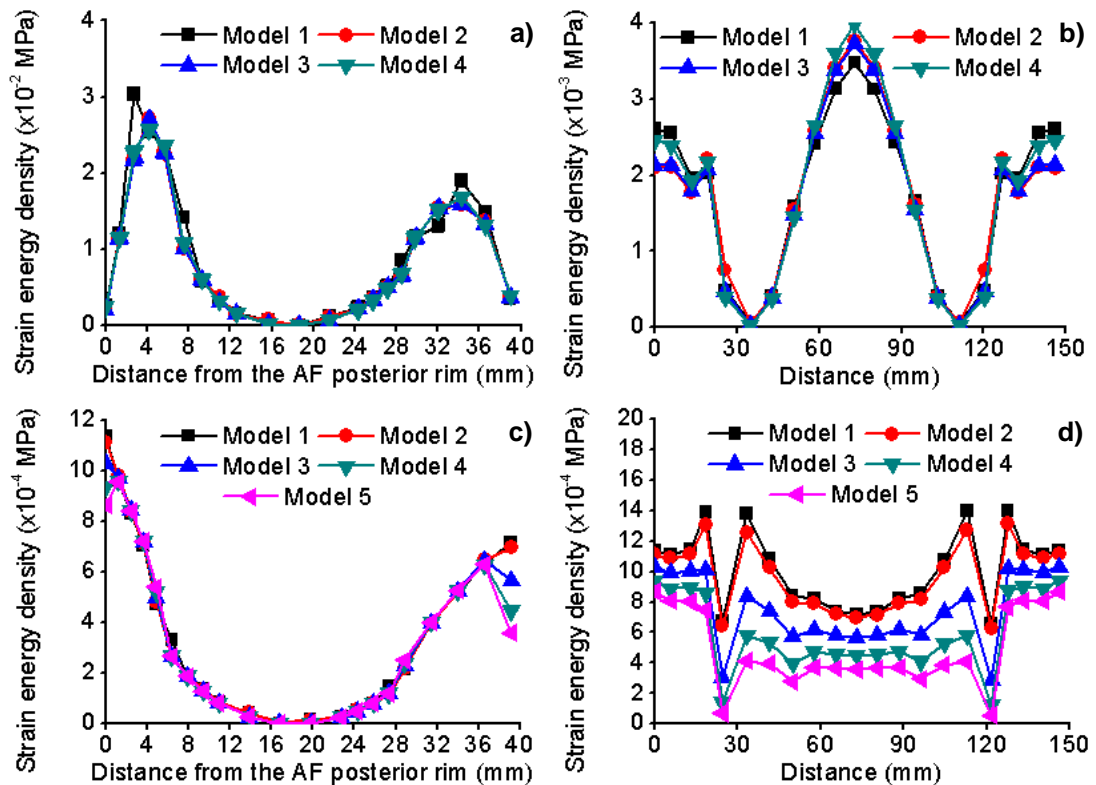 Strain energy density (x10-2 MPa)
4
3
2
1
0
Model 1 Model 2
Model 3 Model 4
a)
0 4 8 12 16 20 24 28 32 36 40
Distance from the AF posterior rim (mm)
Strain energy density (x10-3 MPa)
4
3
2
1
0
Model 1 Model 2
Model 3 Model 4
b)
0 30 60 90 120 150
Distance (mm)
Strain energy density (x10-4 MPa)
12
10
8
6
4
2
0
Model 1 Model 2
Model 3 Model 4
Model 5
c)
0 4 8 12 16 20 24 28 32 36 40
Distance from the AF posterior rim (mm)
Strain energy density (x10-4 MPa)
20
18
16
14
12
10
8
6
4
2
0
Model 1 Model 2
Model 3 Model 4
Model 5
d)
0 30 60 90 120 150
Distance (mm)